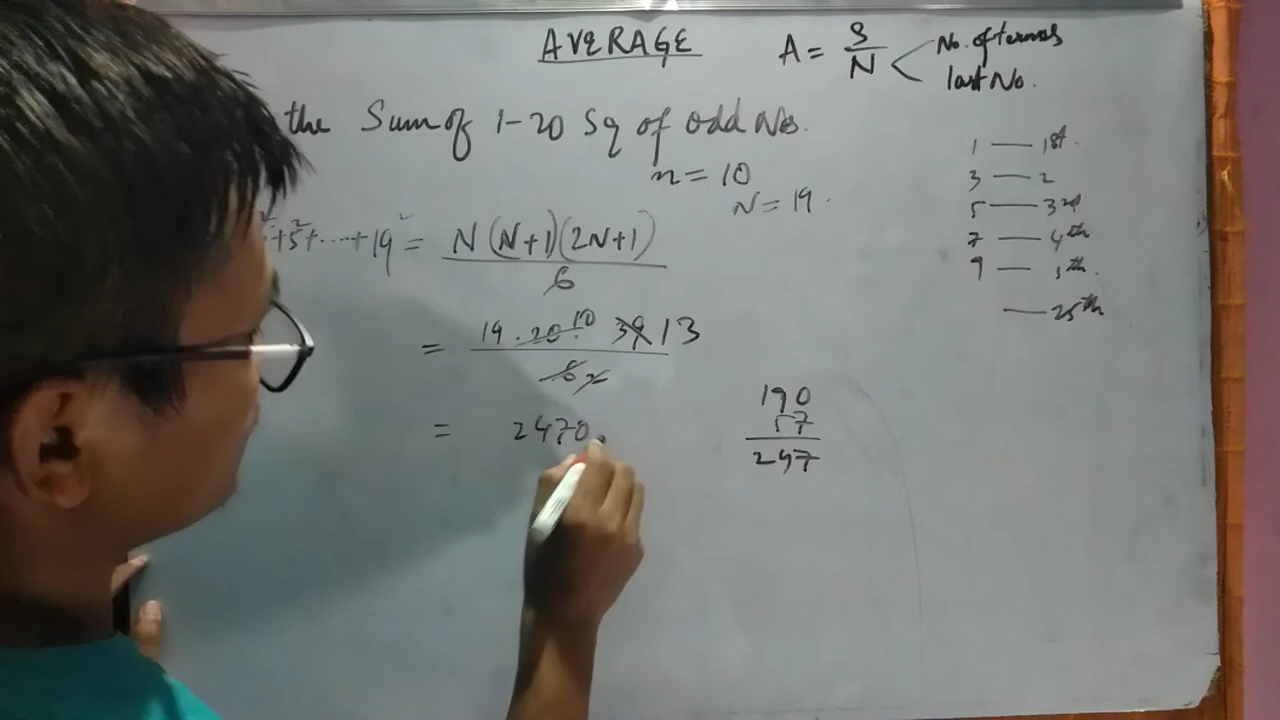 AVERAGE
A = S/N < No. of terms
last No.
the Sum of 1-20 Sq of odd Nos.
n = 10
N = 19.
²+5²+.....+19² = N(N+1)(2N+1)
6
= 19.20 10 39 13
6 2
= 2470.
190
57
247
1 — 1st.
3 — 2
5 — 3rd
7 — 4th
9 — 5th.
— 25th